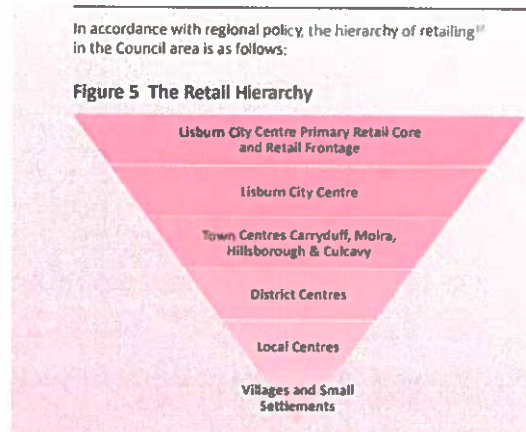 In accordance with regional policy, the hierarchy of retailing
in the Council area is as follows:
Figure 5 The Retail Hierarchy
Lisburn City Centre Primary Retail Core
and Retail Frontage
Lisburn City Centre
Town Centres Carryduff, Moira,
Hillsborough & Culcavy
District Centres
Local Centres
Villages and Small
Settlements